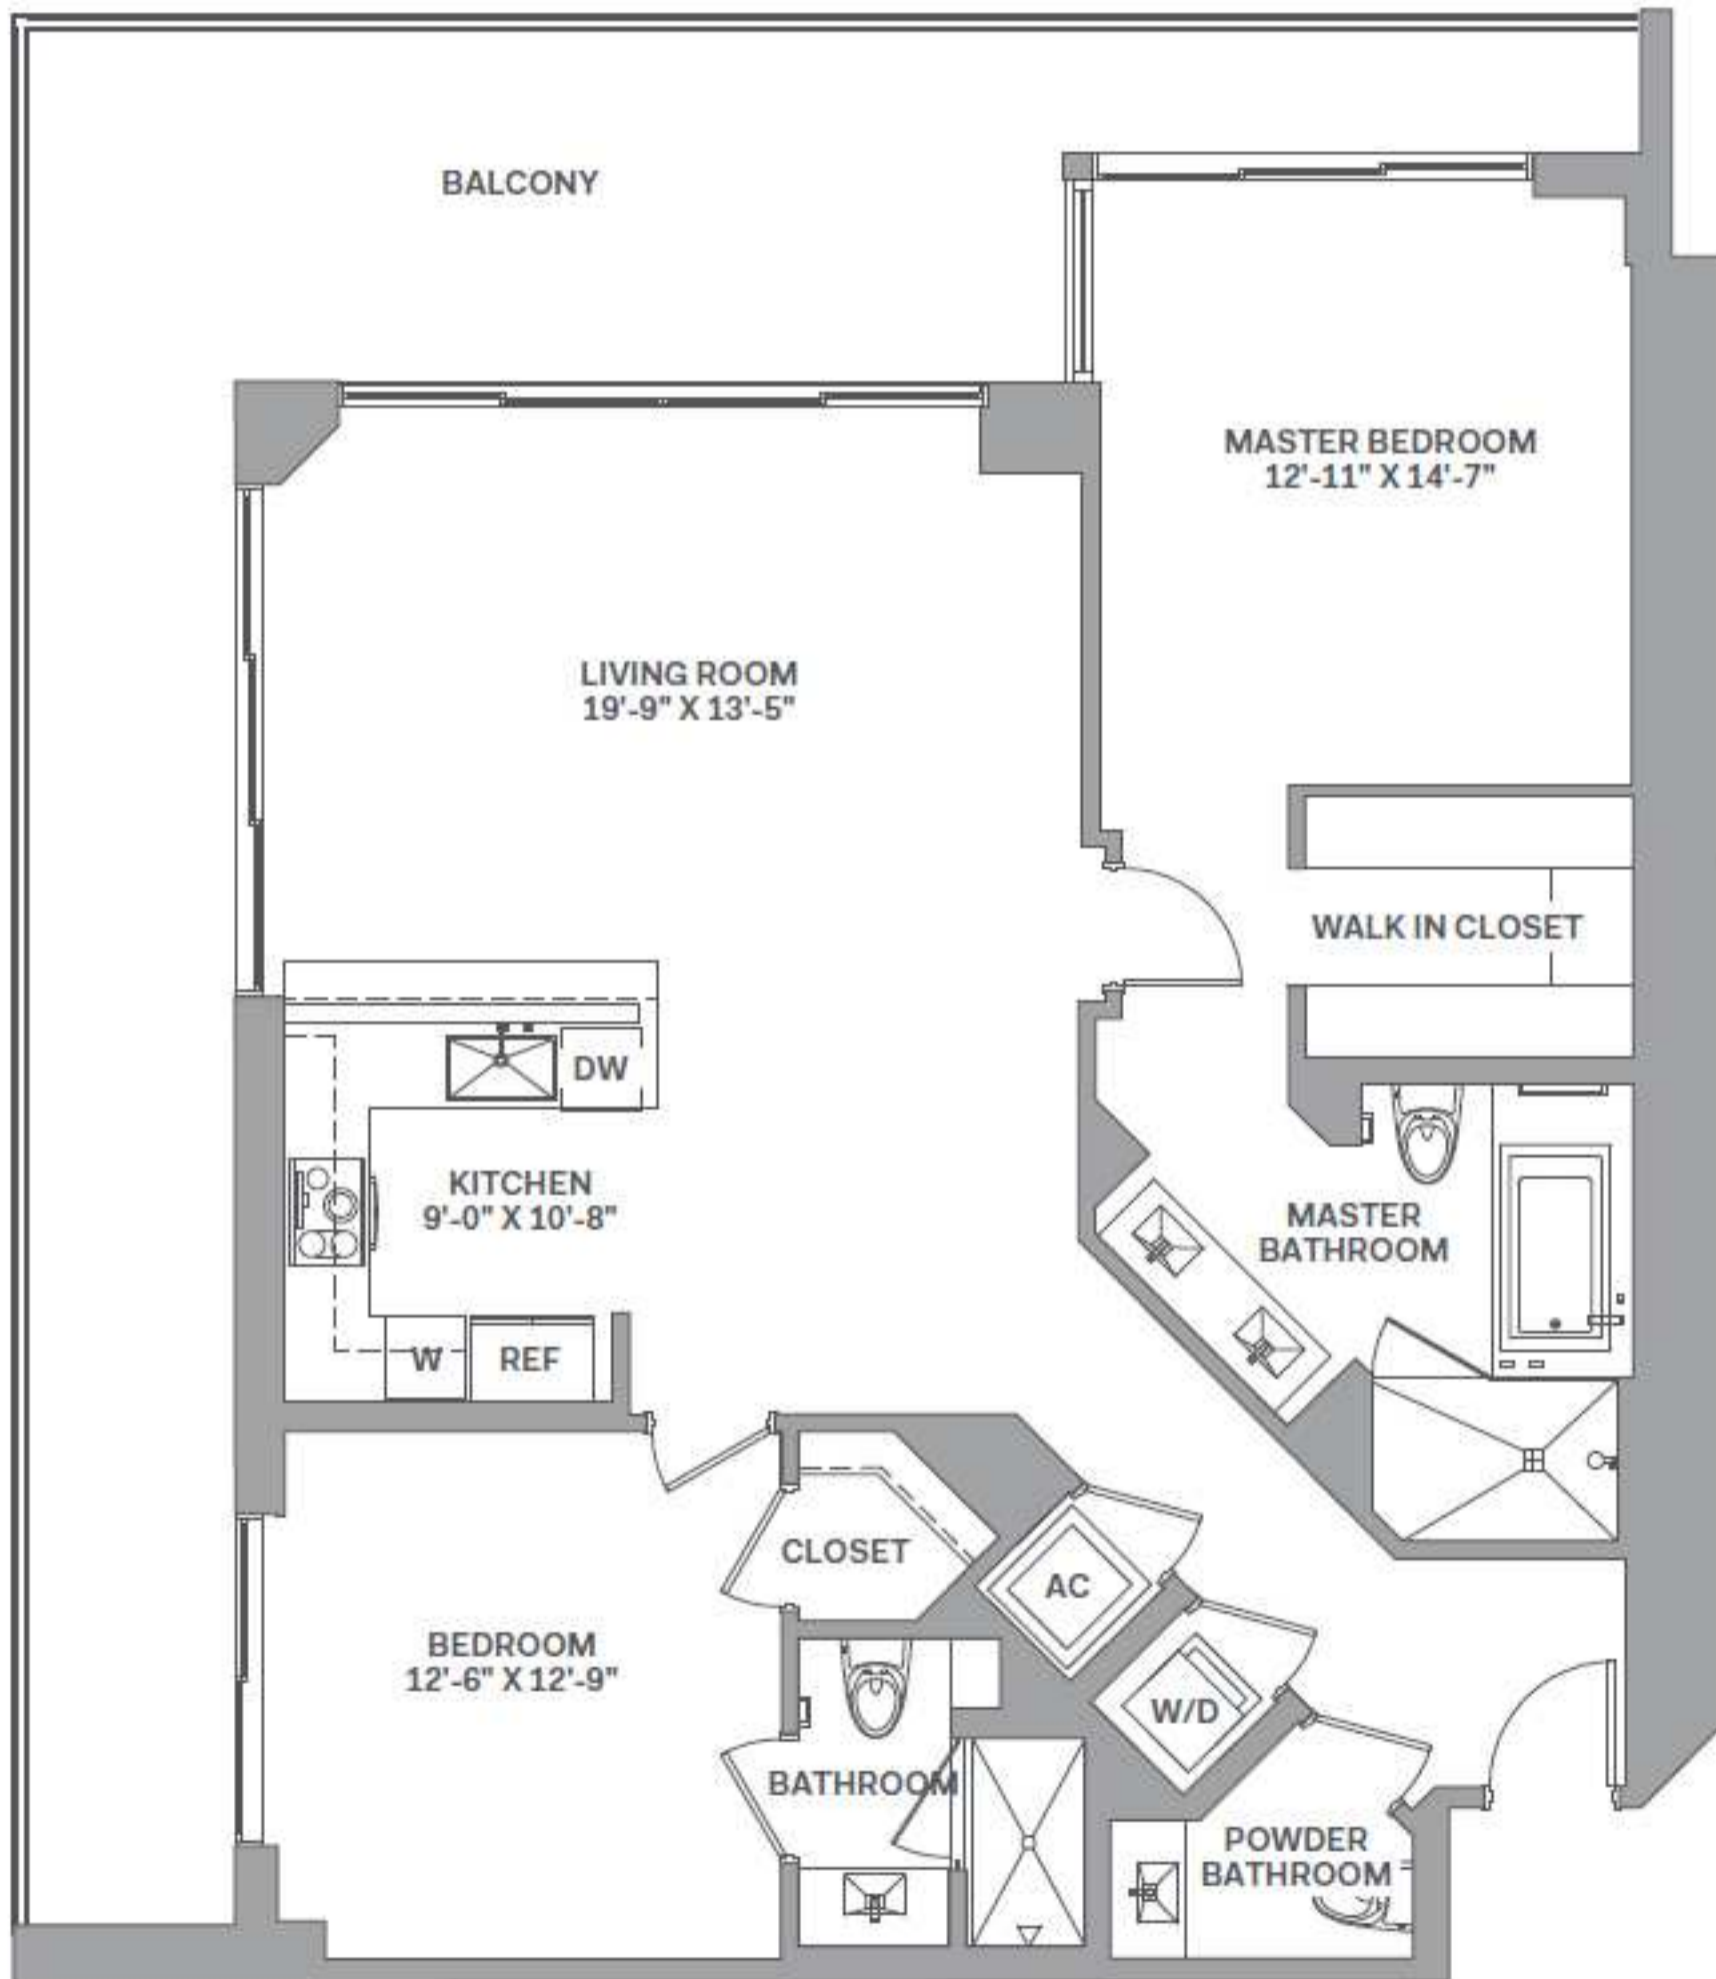 BALCONY
MASTER BEDROOM
12'-11" X 14'-7"
LIVING ROOM
19'-9" X 13'-5"
WALK IN CLOSET
DW
KITCHEN
9'-0" X 10'-8"
MASTER
BATHROOM
W
REF
CLOSET
AC
BEDROOM
12'-6" X 12'-9"
W/D
BATHROOM
POWDER
BATHROOM